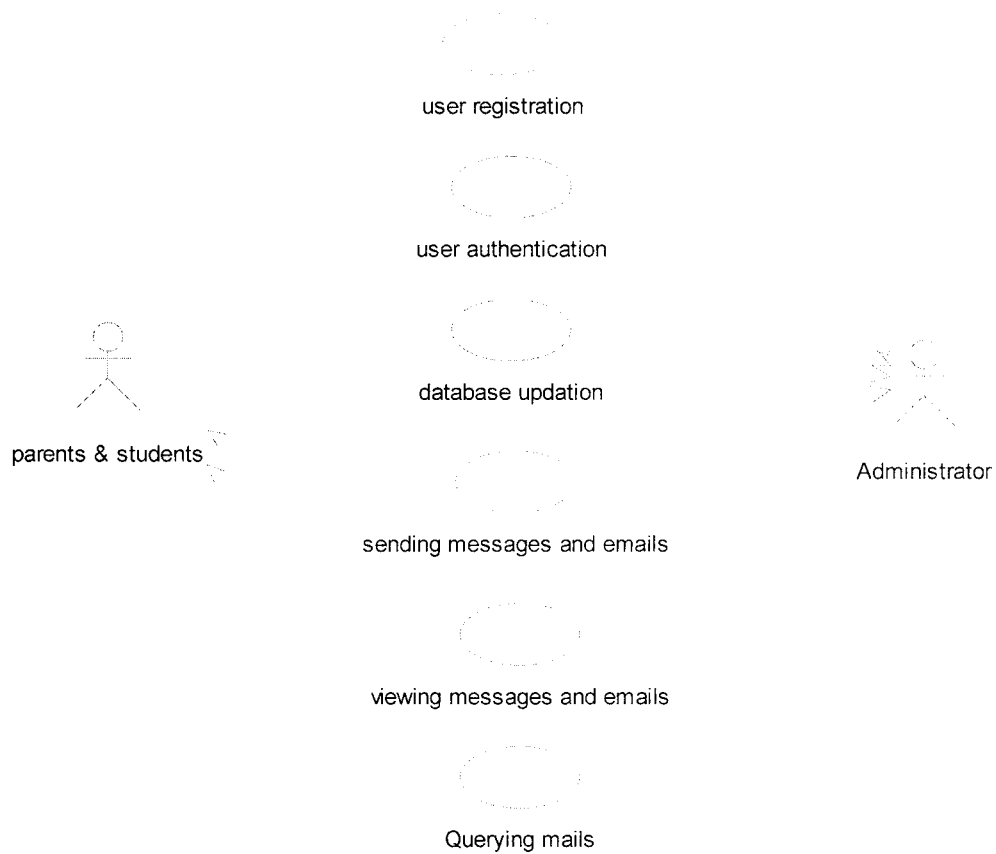 user registration
user authentication
database updation
parents & students
Administrator
sending messages and emails
viewing messages and emails
Querying mails